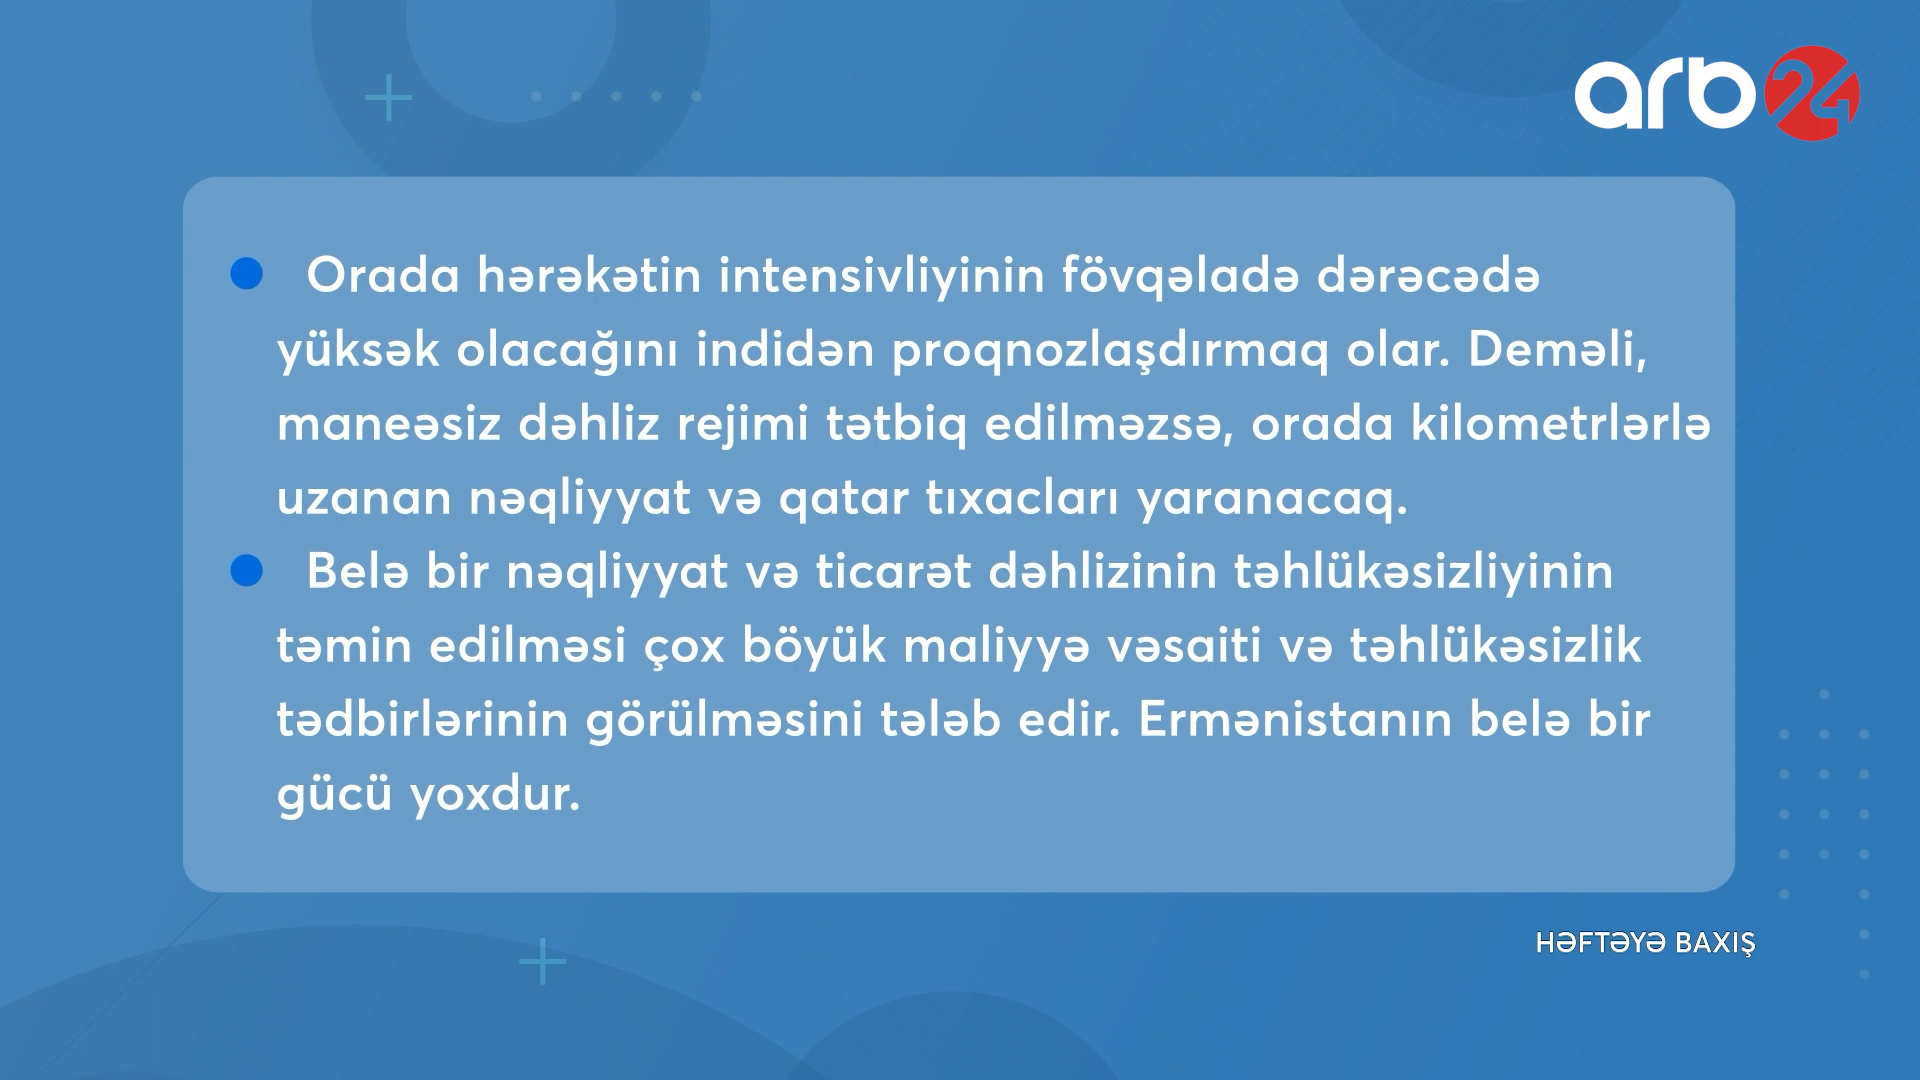 arb24
Orada hərəkətin intensivliyinin fövqəladə dərəcədə
yüksək olacağını indidən proqnozlaşdırmaq olar. Deməli,
maneəsiz dəhliz rejimi tətbiq edilməzsə, orada kilometrlərlə
uzanan nəqliyyat və qatar tıxacları yaranacaq.
Belə bir nəqliyyat və ticarət dəhlizinin təhlükəsizliyinin
təmin edilməsi çox böyük maliyyə vəsaiti və təhlükəsizlik
tədbirlərinin görülməsini tələb edir. Ermənistanın belə bir
gücü yoxdur.
HƏFTƏYƏ BAXIŞ